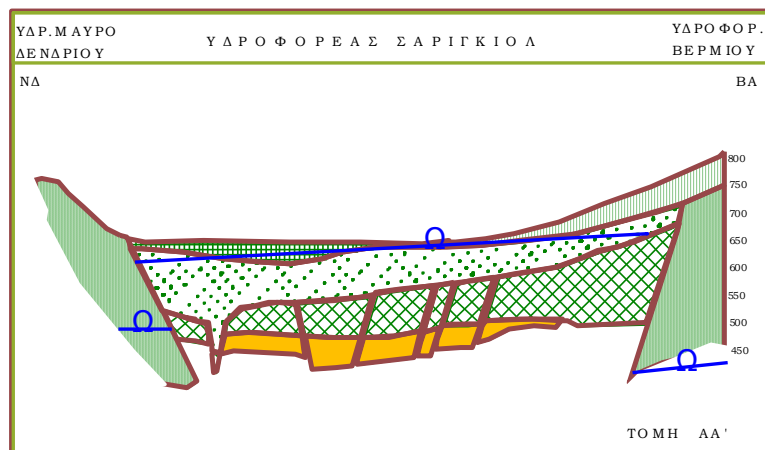 ΥΔΡ.ΜΑΥΡΟ
ΔΕΝΔΡΙΟΥ
ΥΔΡΟΦΟΡΕΑΣ ΣΑΡΙΓΚΙΟΛ
ΥΔΡΟΦΟΡ.
ΒΕΡΜΙΟΥ
ΝΔ
ΒΑ
800
750
700
650
600
550
500
450
Ω
Ω
Ω
ΤΟΜΗ ΑΑ'